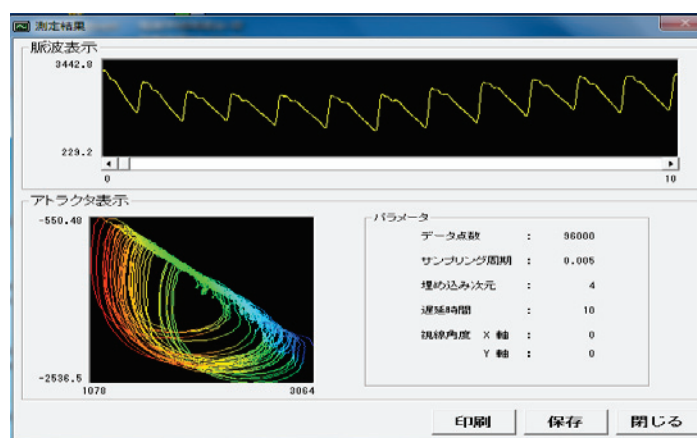 測定結果
脈波表示
3442.8
229.2
0 10
アトラクタ表示
-550.48
-2536.5
1078 3064
パラメータ
データ点数 : 96000
サンプリング周期 : 0.005
埋め込み次元 : 4
遅延時間 : 10
視線角度 X 軸 : 0
Y 軸 : 0
印刷 保存 閉じる